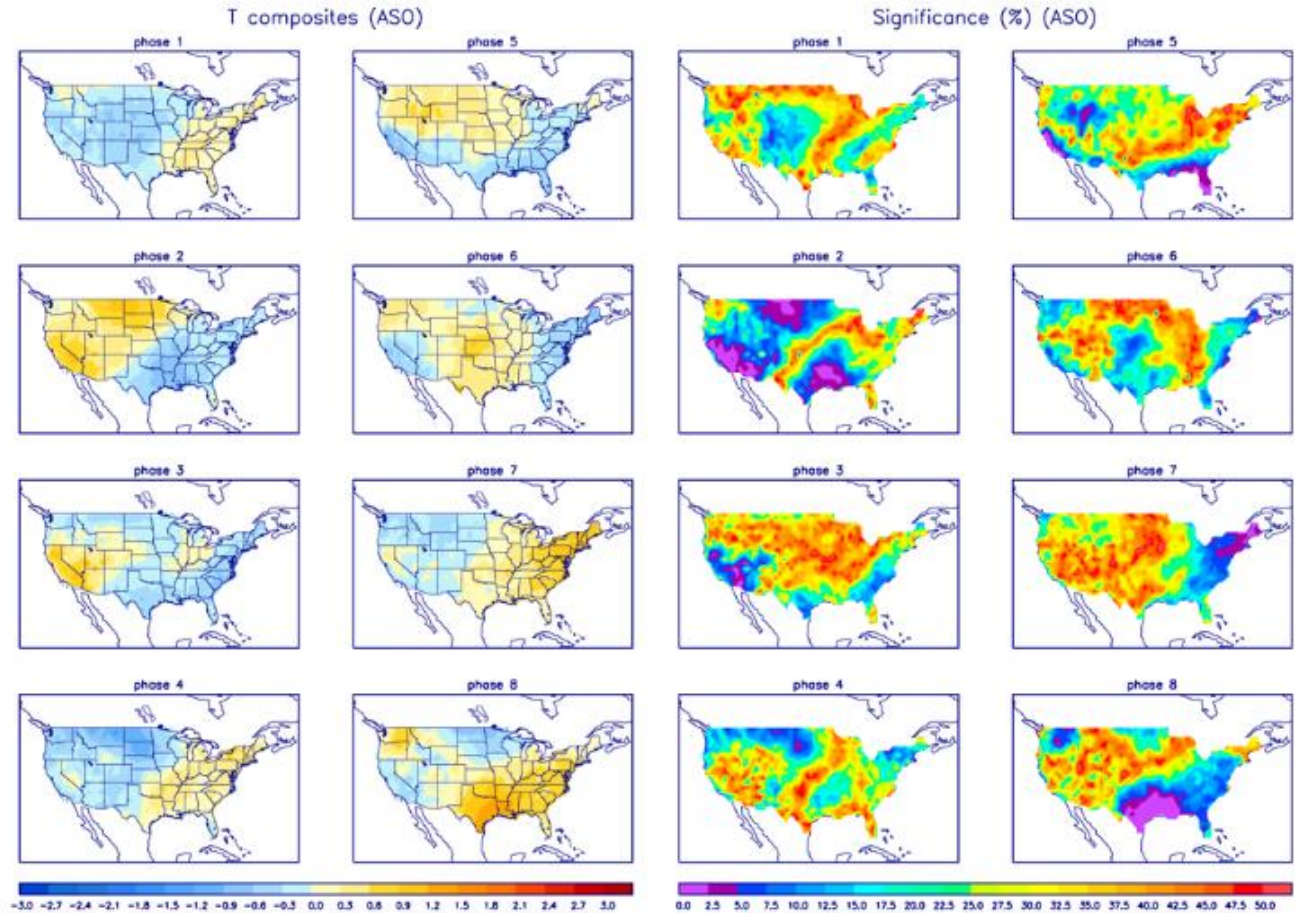 T composites (ASO)
Significance (%) (ASO)
phase 1
phase 5
phase 1
phase 5
phase 2
phase 6
phase 2
phase 6
phase 3
phase 7
phase 3
phase 7
phase 4
phase 8
phase 4
phase 8
-3.0 -2.7 -2.4 -2.1 -1.8 -1.5 -1.2 -0.9 -0.6 -0.3 0.0 0.3 0.6 0.9 1.2 1.5 1.8 2.1 2.4 2.7 3.0
0.0 2.5 5.0 7.5 10.0 12.5 15.0 17.5 20.0 22.5 25.0 27.5 30.0 32.5 35.0 37.5 40.0 42.5 45.0 47.5 50.0